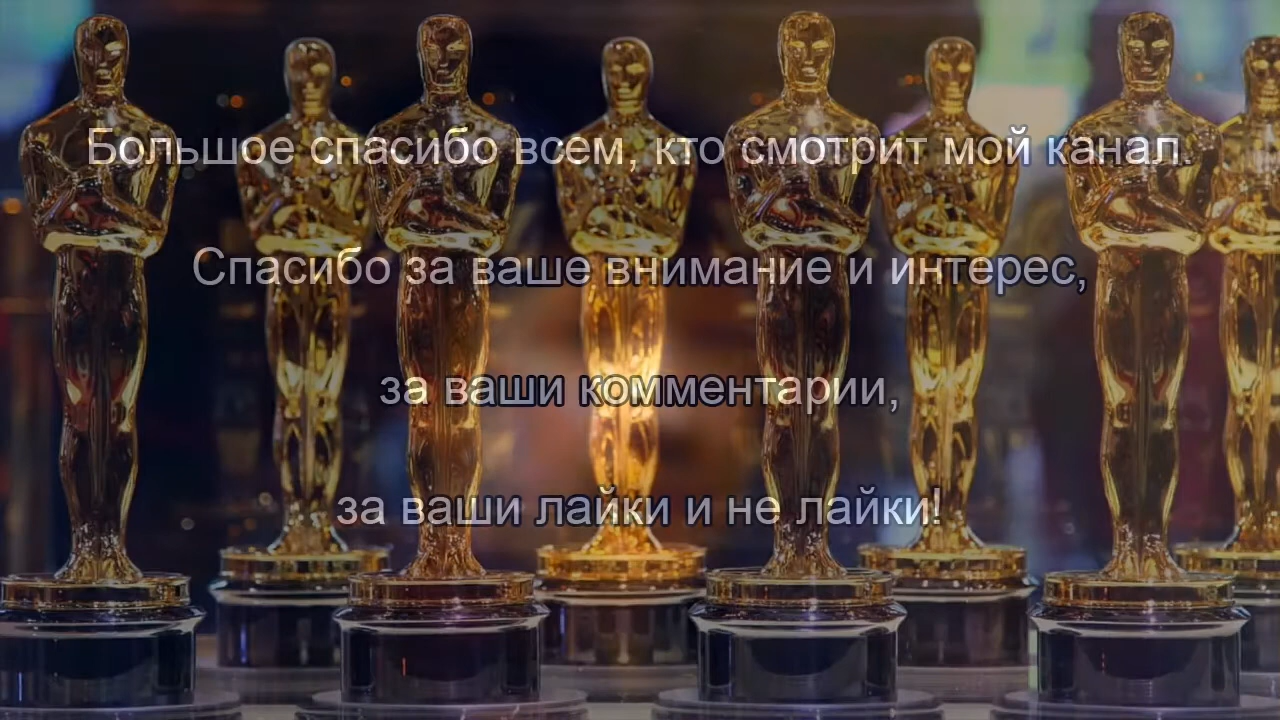 Большое спасибо всем, кто смотрит мой канал.
Спасибо за ваше внимание и интерес,
за ваши комментарии,
за ваши лайки и не лайки!